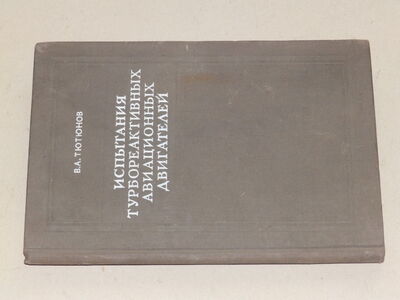 В.А. ТЮТЮНОВ
ИСПЫТАНИЯ
ТУРБОРЕАКТИВНЫХ
АВИАЦИОННЫХ
ДВИГАТЕЛЕЙ